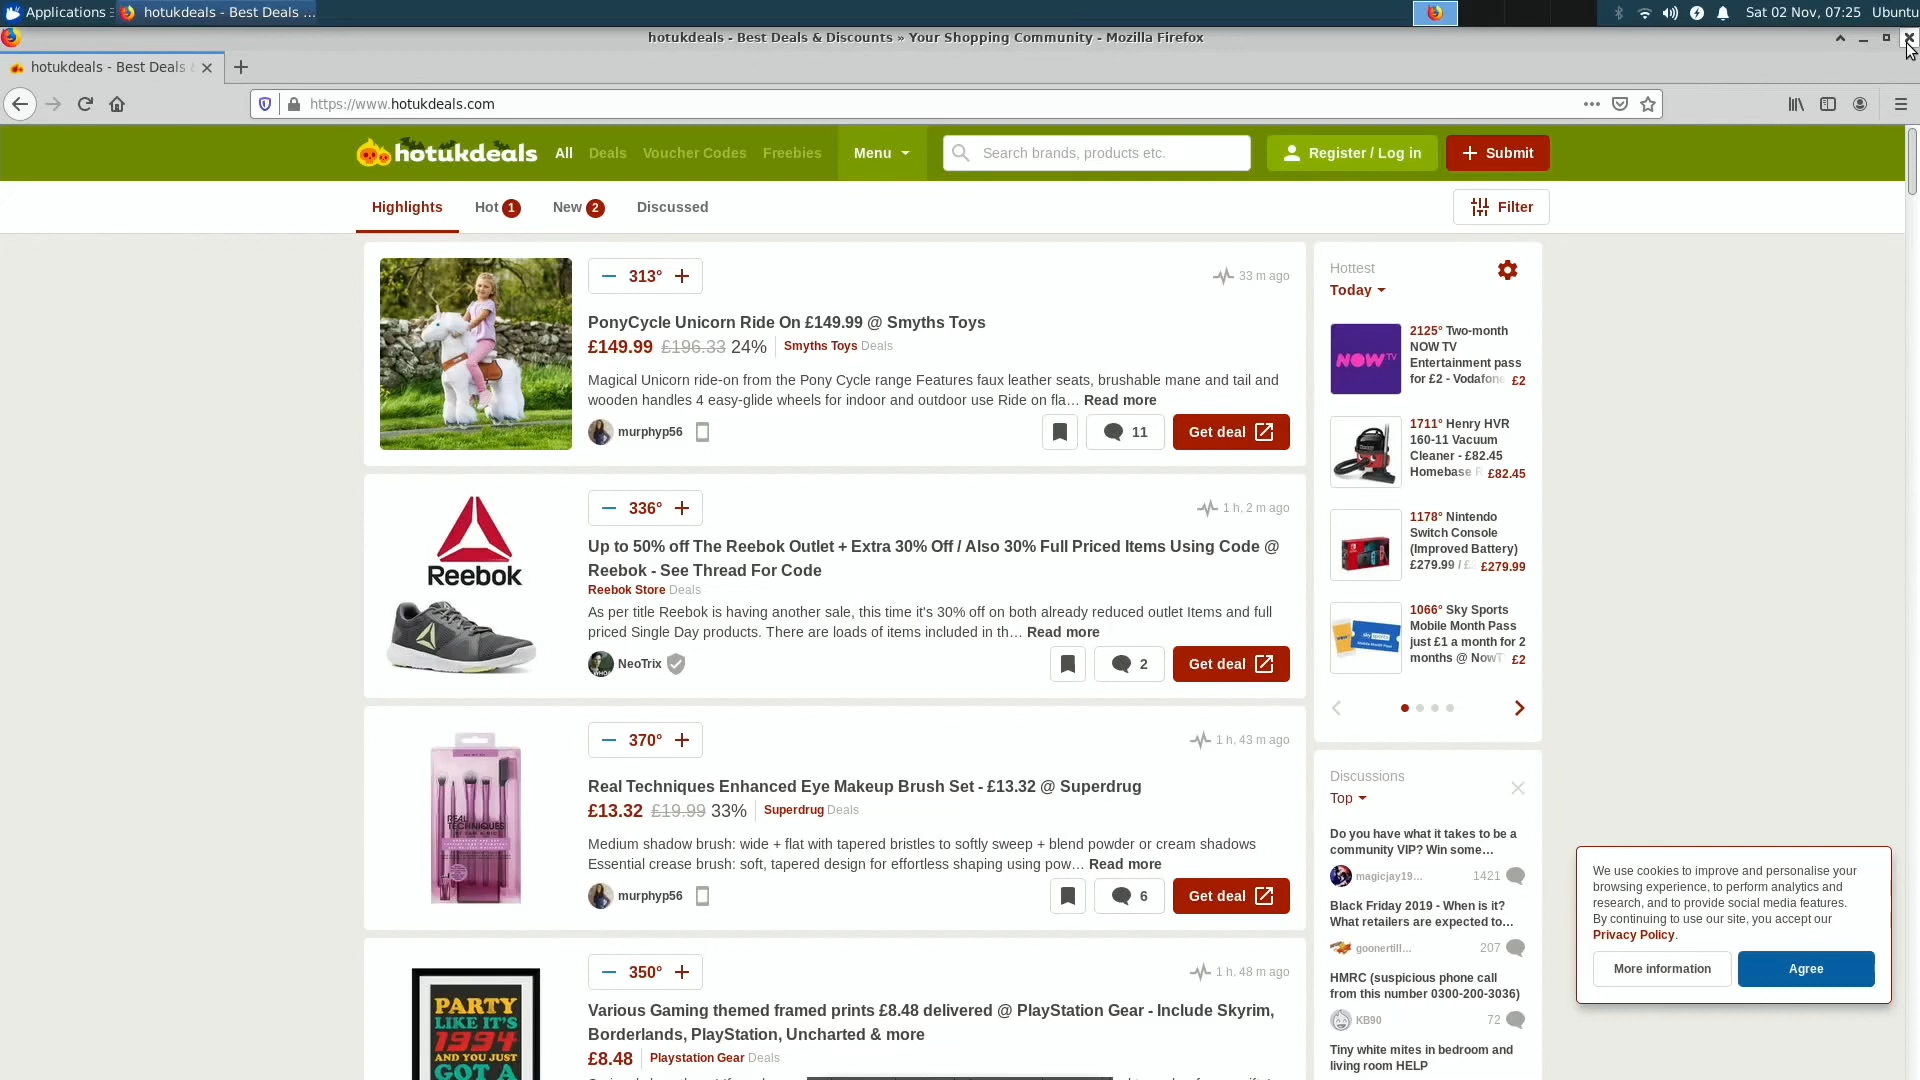 Applications
hotukdeals - Best Deals ...
Sat 02 Nov, 07:25
Ubuntu
hotukdeals - Best Deals & Discounts » Your Shopping Community - Mozilla Firefox
hotukdeals - Best Deals
https://www.hotukdeals.com
hotukdeals
All
Deals
Voucher Codes
Freebies
Menu
Search brands, products etc.
Register / Log in
Submit
Highlights
Hot 1
New 2
Discussed
Filter
313°
33 m ago
PonyCycle Unicorn Ride On £149.99 @ Smyths Toys
£149.99 £196.33 24% Smyths Toys Deals
Magical Unicorn ride-on from the Pony Cycle range Features faux leather seats, brushable mane and tail and
wooden handles 4 easy-glide wheels for indoor and outdoor use Ride on fla... Read more
murphyp56
11
Get deal
Reebok
336°
1 h, 2 m ago
Up to 50% off The Reebok Outlet + Extra 30% Off / Also 30% Full Priced Items Using Code @
Reebok - See Thread For Code
Reebok Store Deals
As per title Reebok is having another sale, this time it's 30% off on both already reduced outlet Items and full
priced Single Day products. There are loads of items included in th... Read more
NeoTrix
2
Get deal
REAL
TECHNIQUES
370°
1 h, 43 m ago
Real Techniques Enhanced Eye Makeup Brush Set - £13.32 @ Superdrug
£13.32 £19.99 33% Superdrug Deals
Medium shadow brush: wide + flat with tapered bristles to softly sweep + blend powder or cream shadows
Essential crease brush: soft, tapered design for effortless shaping using pow... Read more
murphyp56
6
Get deal
PARTY
LIKE IT'S
1994
AND YOU JUST
GOT A
350°
1 h, 48 m ago
Various Gaming themed framed prints £8.48 delivered @ PlayStation Gear - Include Skyrim,
Borderlands, PlayStation, Uncharted & more
£8.48 Playstation Gear Deals
Hottest
Today
NOW TV
2125° Two-month
NOW TV
Entertainment pass
for £2 - Vodafone £2
1711° Henry HVR
160-11 Vacuum
Cleaner - £82.45
Homebase R £82.45
1178° Nintendo
Switch Console
(Improved Battery)
£279.99 / £ £279.99
1066° Sky Sports
Mobile Month Pass
just £1 a month for 2
months @ NowT £2
Discussions
Top
Do you have what it takes to be a
community VIP? Win some...
magicjay19...
1421
Black Friday 2019 - When is it?
What retailers are expected to...
goonertill...
207
HMRC (suspicious phone call
from this number 0300-200-3036)
KB90
72
Tiny white mites in bedroom and
living room HELP
We use cookies to improve and personalise your
browsing experience, to perform analytics and
research, and to provide social media features.
By continuing to use our site, you accept our
Privacy Policy.
More information
Agree